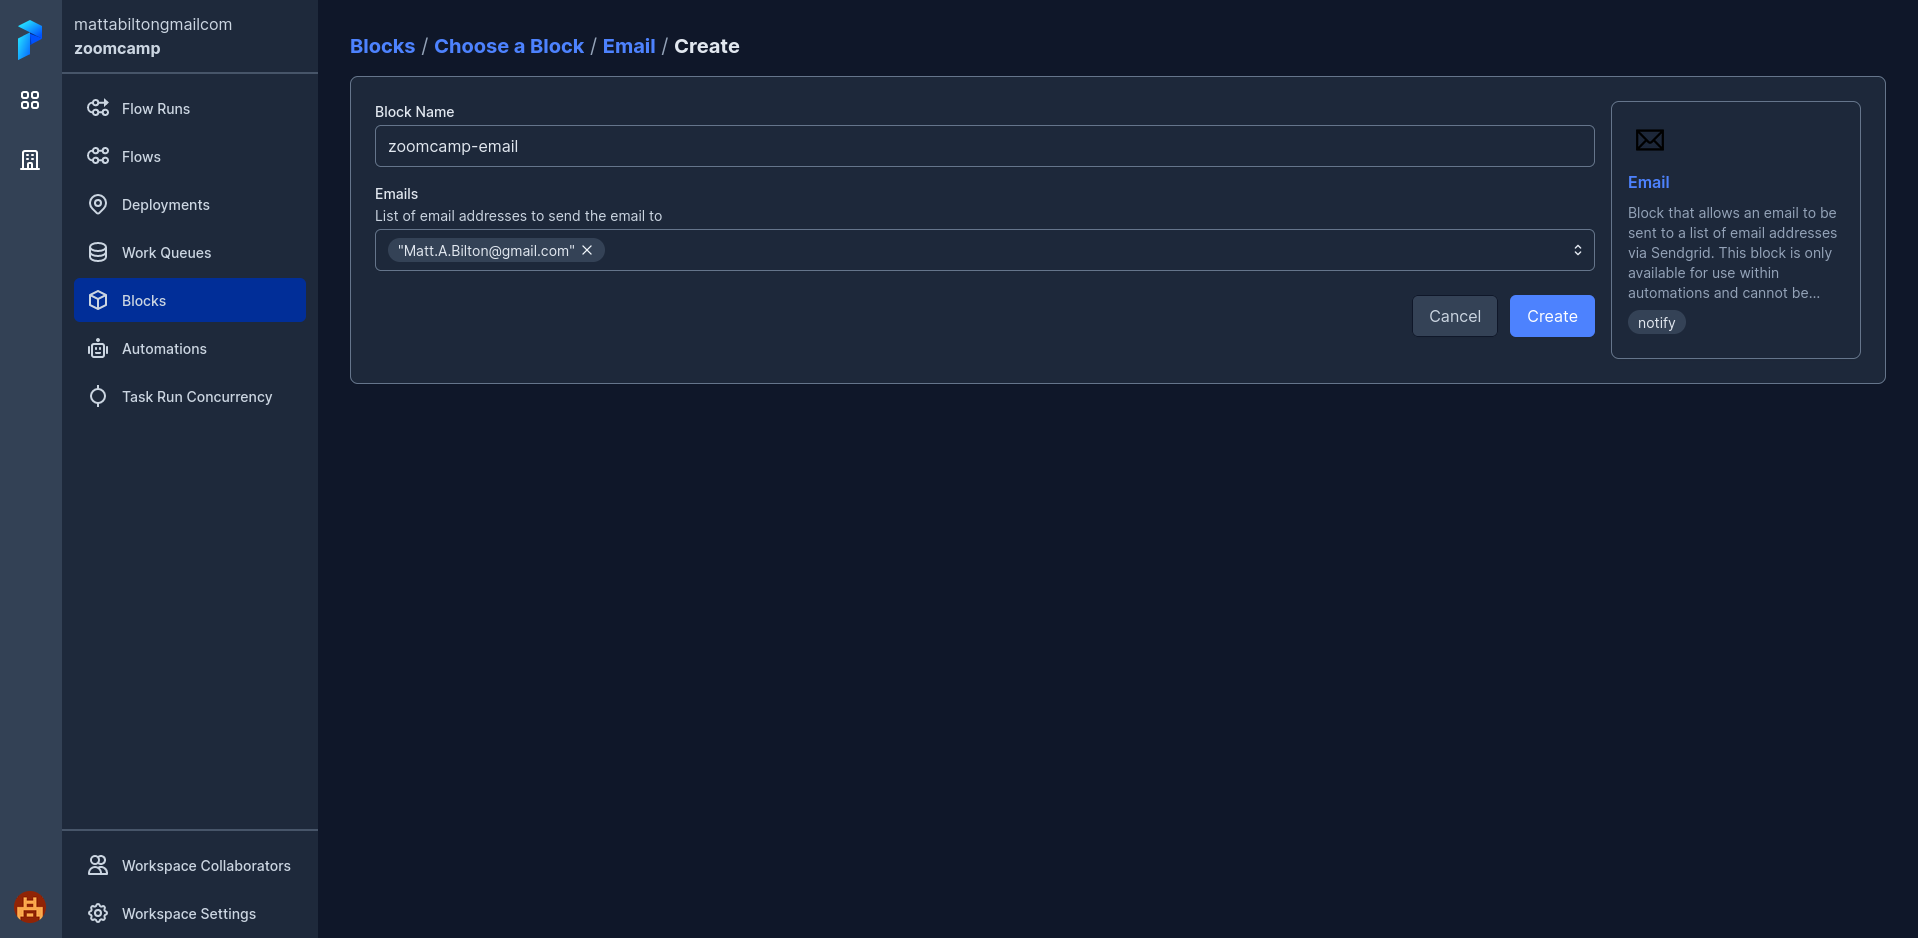 mattabiltongmailcom
zoomcamp
Flow Runs
Flows
Deployments
Work Queues
Blocks
Automations
Task Run Concurrency
Workspace Collaborators
Workspace Settings
Blocks / Choose a Block / Email / Create
Block Name
zoomcamp-email
Emails
List of email addresses to send the email to
"Matt.A.Bilton@gmail.com"
Cancel
Create
Email
Block that allows an email to be
sent to a list of email addresses
via Sendgrid. This block is only
available for use within
automations and cannot be...
notify